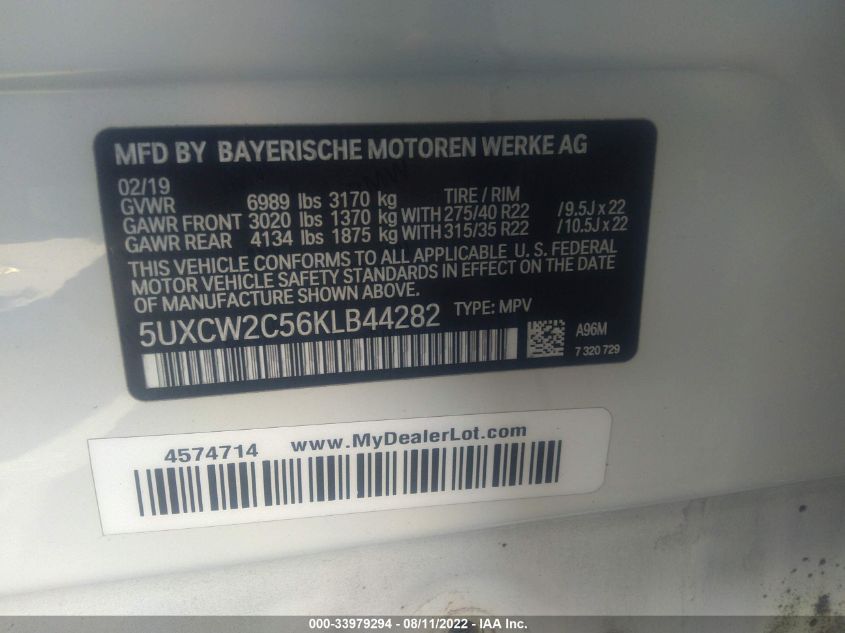 MFD BY BAYERISCHE MOTOREN WERKE AG
02/19
GVWR 6989 lbs 3170 kg TIRE / RIM
GAWR FRONT 3020 lbs 1370 kg WITH 275/40 R22 / 9.5J x 22
GAWR REAR 4134 lbs 1875 kg WITH 315/35 R22 / 10.5J x 22
THIS VEHICLE CONFORMS TO ALL APPLICABLE U. S. FEDERAL
MOTOR VEHICLE SAFETY STANDARDS IN EFFECT ON THE DATE
OF MANUFACTURE SHOWN ABOVE.
5UXCW2C56KLB44282 TYPE: MPV
A96M
7 320 729
4574714 www.MyDealerLot.com
000-33979294 - 08/11/2022 - IAA Inc.